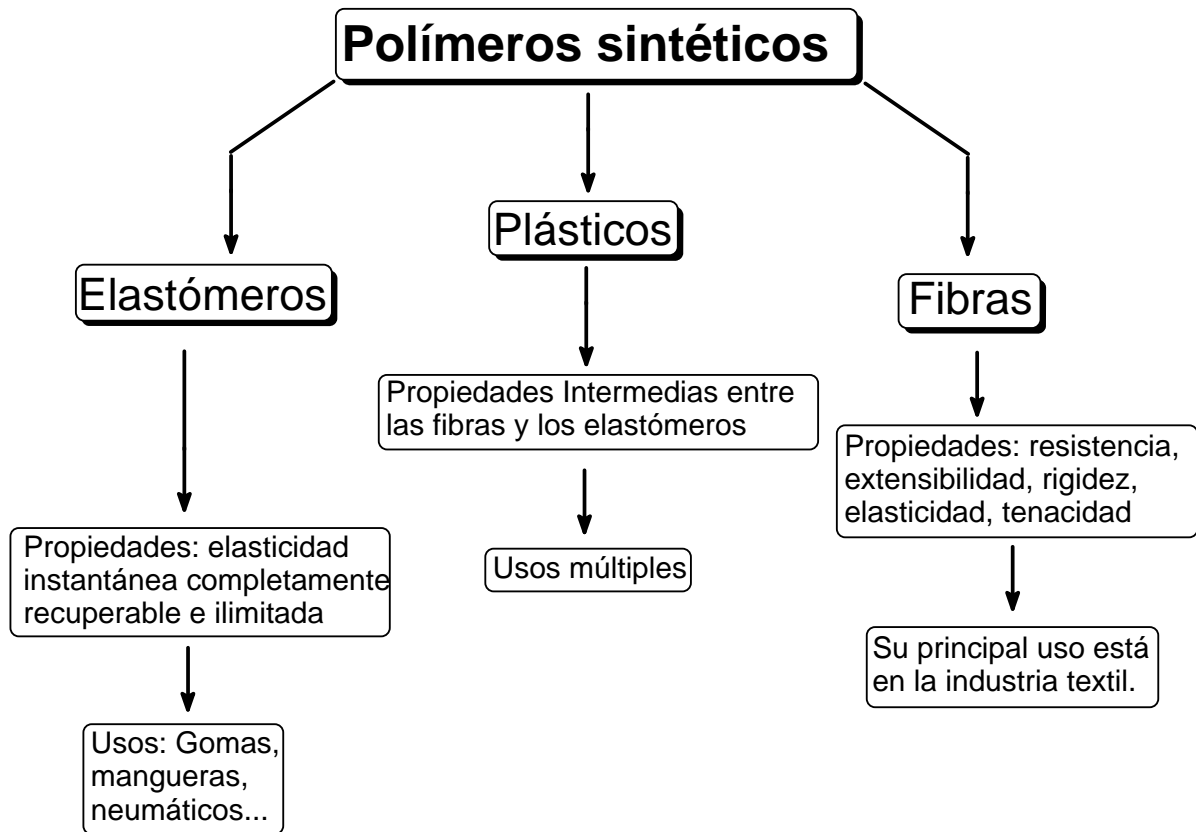 Polímeros sintéticos
Elastómeros
Plásticos
Fibras
Propiedades: elasticidad
instantánea completamente
recuperable e ilimitada
Usos: Gomas,
mangueras,
neumáticos...
Propiedades Intermedias entre
las fibras y los elastómeros
Usos múltiples
Propiedades: resistencia,
extensibilidad, rigidez,
elasticidad, tenacidad
Su principal uso está
en la industria textil.